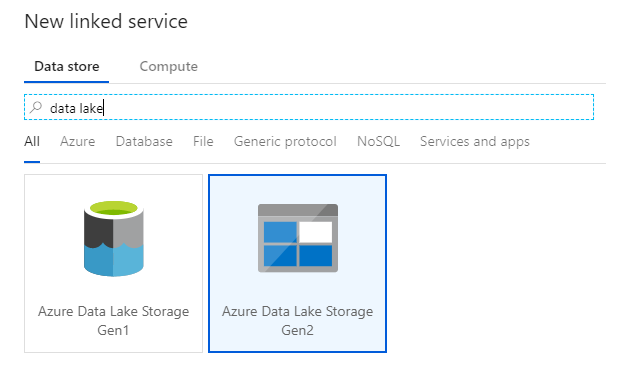 New linked service
Data store Compute
data lake
All Azure Database File Generic protocol NoSQL Services and apps
Azure Data Lake Storage
Gen1
Azure Data Lake Storage
Gen2